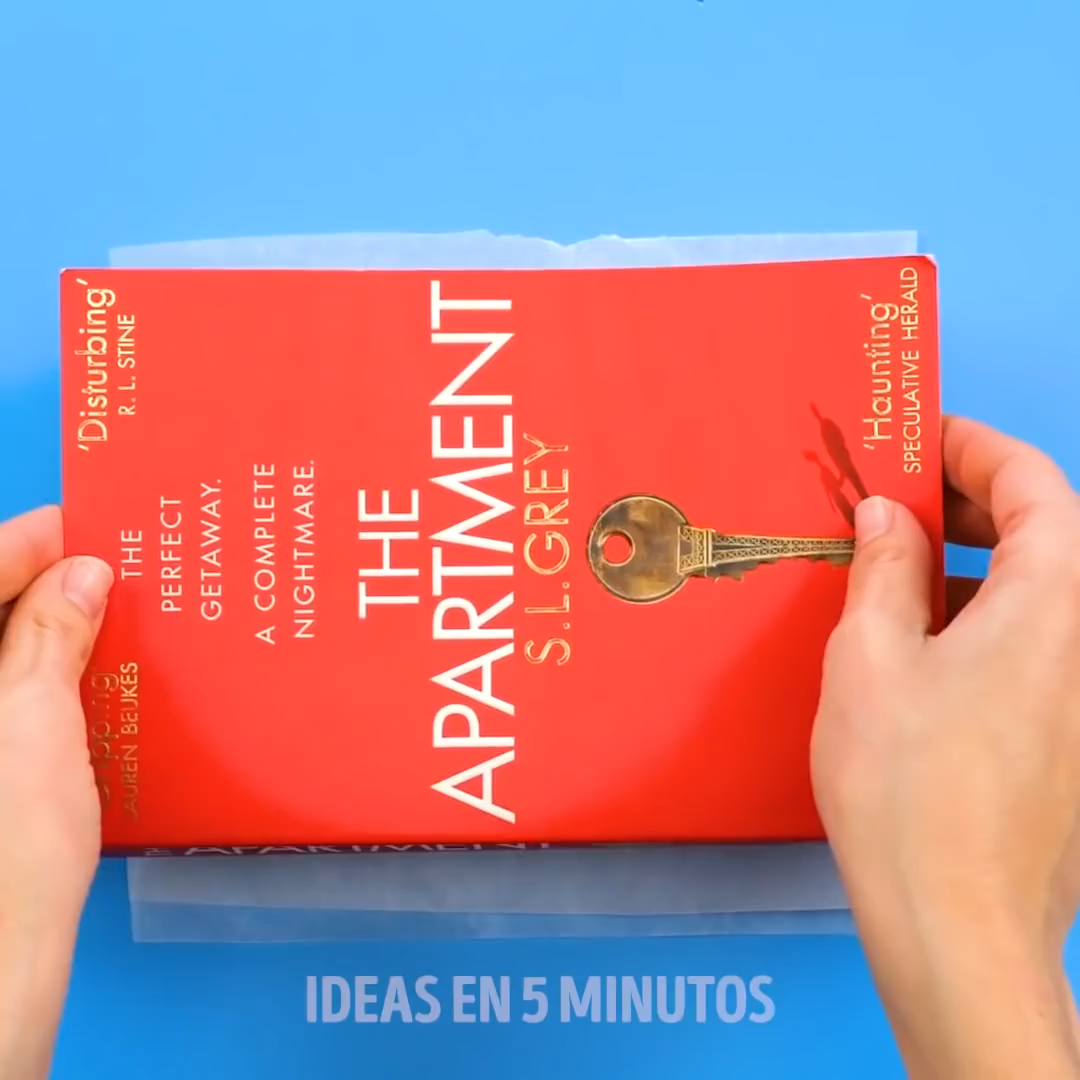 'Disturbing'
R. L. STINE
LAUREN BEUKES
THE
PERFECT
GETAWAY.
A COMPLETE
NIGHTMARE.
THE
APARTMENT
S.L.GREY
'Haunting'
SPECULATIVE HERALD
APARTMENT
IDEAS EN 5 MINUTOS